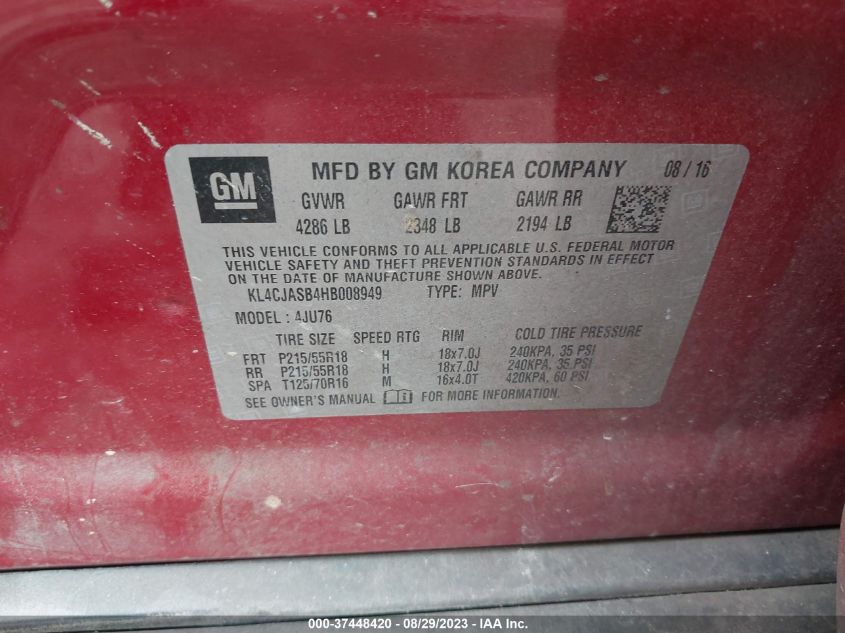 GM MFD BY GM KOREA COMPANY 08/16
GVWR GAWR FRT GAWR RR
4286 LB 2348 LB 2194 LB
THIS VEHICLE CONFORMS TO ALL APPLICABLE U.S. FEDERAL MOTOR
VEHICLE SAFETY AND THEFT PREVENTION STANDARDS IN EFFECT
ON THE DATE OF MANUFACTURE SHOWN ABOVE.
KL4CJASB4HB008949 TYPE: MPV
MODEL: 4JU76
TIRE SIZE SPEED RTG RIM COLD TIRE PRESSURE
FRT P215/55R18 H 18x7.0J 240KPA, 35 PSI
RR P215/55R18 H 18x7.0J 240KPA, 35 PSI
SPA T125/70R16 M 16x4.0T 420KPA, 60 PSI
SEE OWNER'S MANUAL FOR MORE INFORMATION.
000-37448420 - 08/29/2023 - IAAI.com